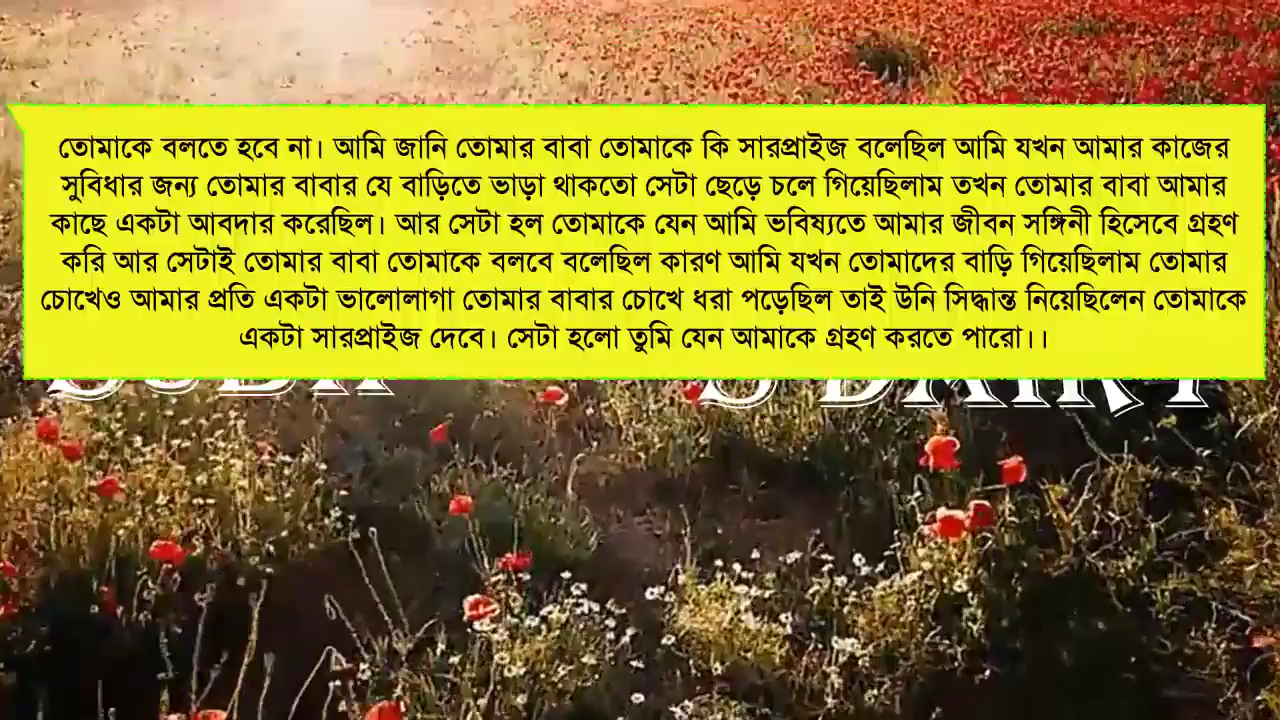 তোমাকে বলতে হবে না। আমি জানি তোমার বাবা তোমাকে কি সারপ্রাইজ বলেছিল আমি যখন আমার কাজের
সুবিধার জন্য তোমার বাবার যে বাড়িতে ভাড়া থাকতো সেটা ছেড়ে চলে গিয়েছিলাম তখন তোমার বাবা আমার
কাছে একটা আবদার করেছিল। আর সেটা হল তোমাকে যেন আমি ভবিষ্যতে আমার জীবন সঙ্গিনী হিসেবে গ্রহণ
করি আর সেটাই তোমার বাবা তোমাকে বলবে বলেছিল কারণ আমি যখন তোমাদের বাড়ি গিয়েছিলাম তোমার
চোখেও আমার প্রতি একটা ভালোলাগা তোমার বাবার চোখে ধরা পড়েছিল তাই উনি সিদ্ধান্ত নিয়েছিলেন তোমাকে
একটা সারপ্রাইজ দেবে। সেটা হলো তুমি যেন আমাকে গ্রহণ করতে পারো।।